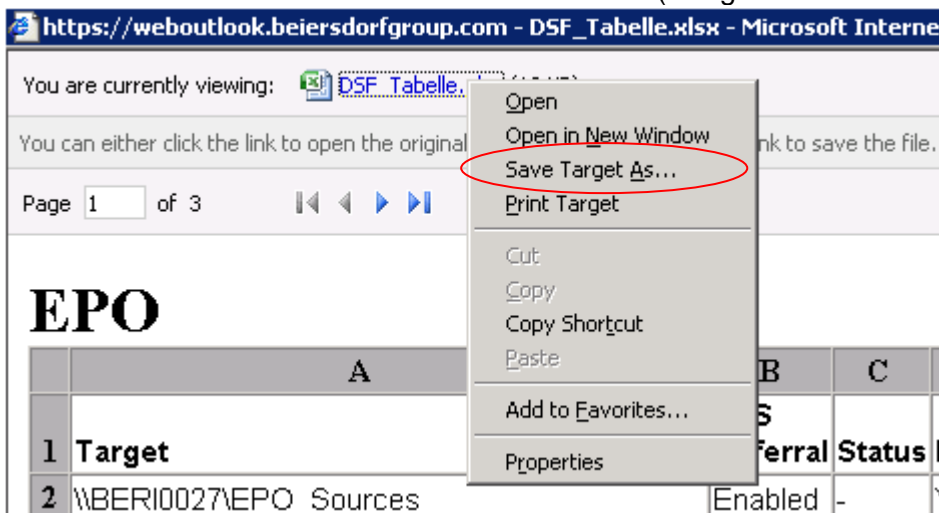 https://weboutlook.beiersdorfgroup.com - DSF_Tabelle.xlsx - Microsoft Interne
You are currently viewing: DSF_Tabelle.
You can either click the link to open the original nk to save the file.
Page 1 of 3
Open
Open in New Window
Save Target As...
Print Target
Cut
Copy
Copy Shortcut
Paste
Add to Favorites...
Properties
EPO
A B C
S
1 Target ferral Status
2 \\BERI0027\EPO_Sources Enabled -